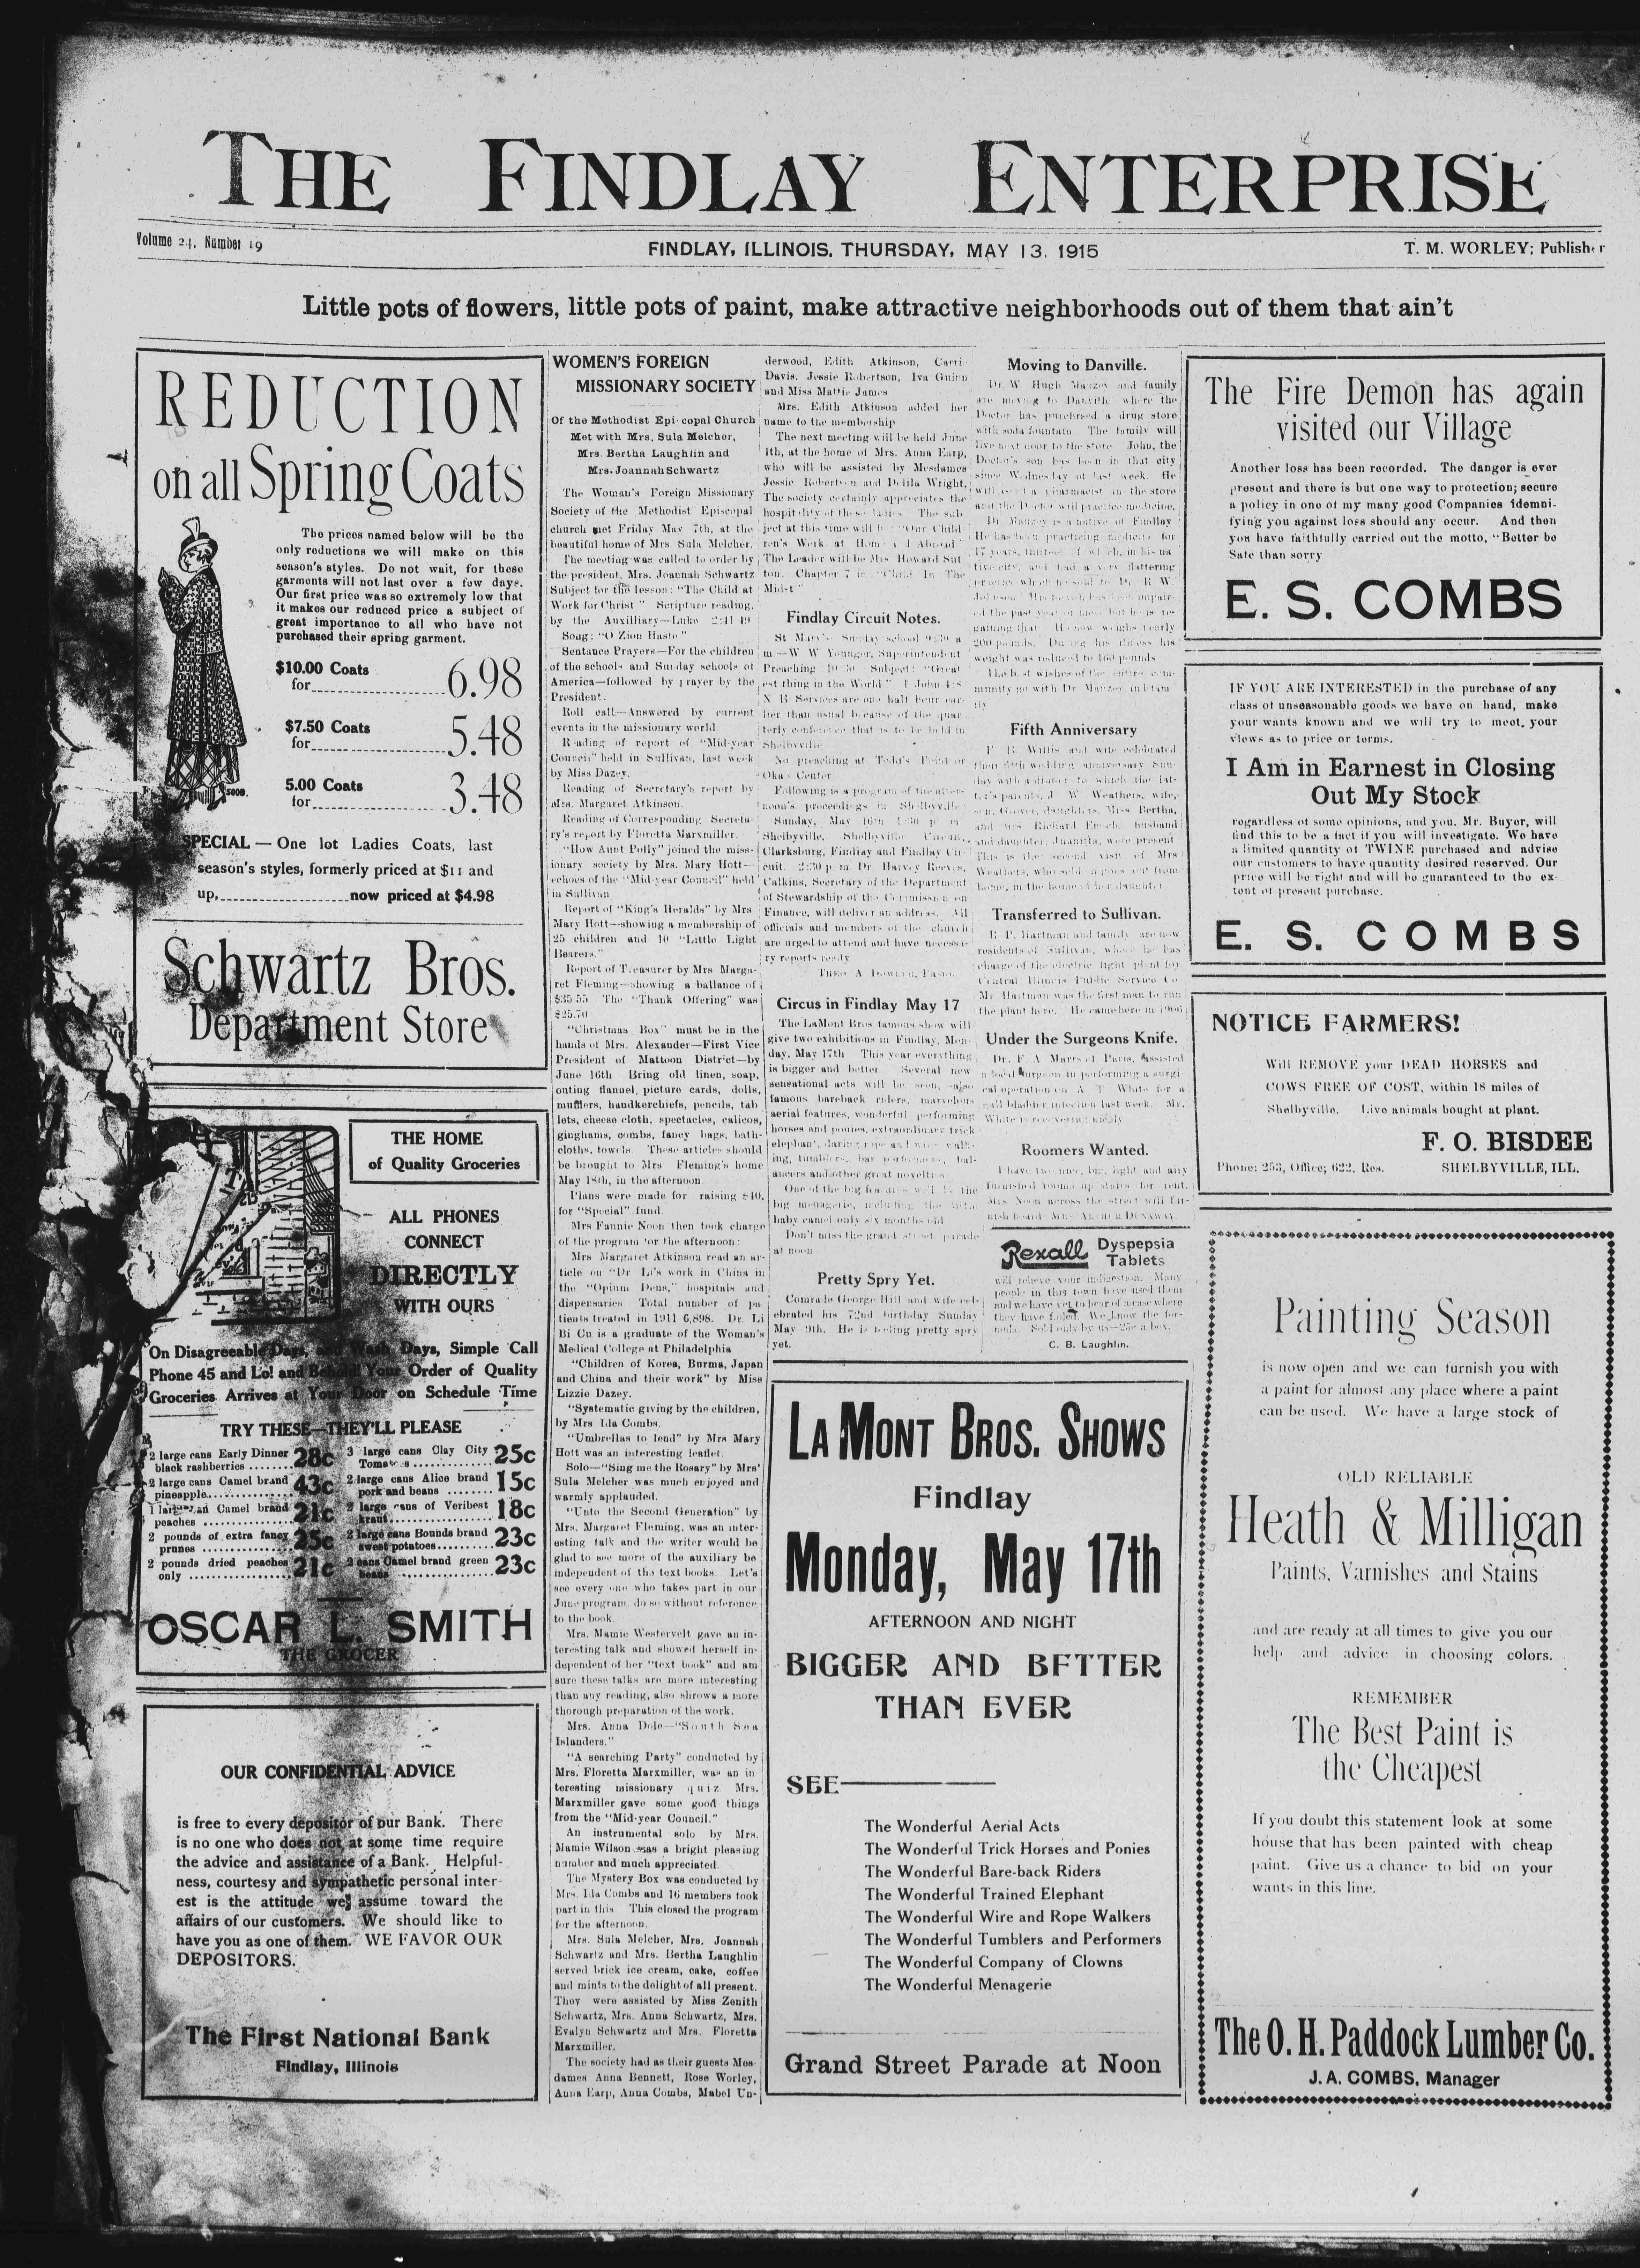 THE FINDLAY ENTERPRISE
Volume 24, Number 19
FINDLAY, ILLINOIS, THURSDAY, MAY 13, 1915
T. M. WORLEY; Publisher
Little pots of flowers, little pots of paint, make attractive neighborhoods out of them that ain't
REDUCTION
on all Spring Coats
The prices named below will be the
only reductions we will make on this
season's styles. Do not wait, for these
garments will not last over a few days.
Our first price was so extremely low that
it makes our reduced price a subject of
great importance to all who have not
purchased their spring garment.
$10.00 Coats
for 6.98
$7.50 Coats
for 5.48
5.00 Coats
for 3.48
SPECIAL — One lot Ladies Coats, last
season's styles, formerly priced at $11 and
up, now priced at $4.98
Schwartz Bros.
Department Store
THE HOME
of Quality Groceries
ALL PHONES
CONNECT
DIRECTLY
WITH OURS
On Disagreeable Days, and Wash Days, Simple Call
Phone 45 and Lo! and Behold Your Order of Quality
Groceries Arrives at Your Door on Schedule Time
TRY THESE—THEY'LL PLEASE
2 large cans Early Dinner
black rashberries 28c
2 large cans Camel brand
pineapple 43c
1 large can Camel brand
peaches 21c
2 pounds of extra fancy
prunes 25c
2 pounds dried peaches
only 21c
3 large cans Clay City
Tomatoes 25c
2 large cans Alice brand
pork and beans 15c
2 large cans of Veribest
kraut 18c
2 large cans Bounds brand
sweet potatoes 23c
2 cans Camel brand green
beans 23c
OSCAR L. SMITH
THE GROCER
OUR CONFIDENTIAL ADVICE
is free to every depositor of our Bank. There
is no one who does not at some time require
the advice and assistance of a Bank. Helpful-
ness, courtesy and sympathetic personal inter-
est is the attitude we assume toward the
affairs of our customers. We should like to
have you as one of them. WE FAVOR OUR
DEPOSITORS.
The First National Bank
Findlay, Illinois
WOMEN'S FOREIGN
MISSIONARY SOCIETY
Of the Methodist Epi-copal Church
Met with Mrs. Sula Melcher,
Mrs. Bertha Laughlin and
Mrs. Joannah Schwartz
The Woman's Foreign Missionary
Society of the Methodist Episcopal
church met Friday May 7th, at the
beautiful home of Mrs Sula Melcher.
The meeting was called to order by
the president, Mrs. Joannah Schwartz
Subject for the lesson: "The Child at
Work for Christ" Scripture reading,
by the Auxilliary—Luke 2:41-49
Song: "O Zion Haste"
Sentance Prayers—For the children
of the schools and Sunday schools of
America—followed by prayer by the
President.
Roll call—Answered by current
events in the missionary world
Reading of report of "Mid-year
Council" held in Sullivan, last week
by Miss Dazey.
Reading of Secretary's report by
Mrs. Margaret Atkinson.
Reading of Corresponding Secreta-
ry's report by Floretta Marxmiller.
"How Aunt Polly" joined the miss-
ionary society by Mrs. Mary Hott—
echoes of the "Mid-year Council" held
in Sullivan
Report of "King's Heralds" by Mrs
Mary Hott—showing a membership of
25 children and 10 "Little Light
Bearers."
Report of Treasurer by Mrs Marga-
ret Fleming—showing a ballance of
$35.55 The "Thank Offering" was
$25.70
"Christmas Box" must be in the
hands of Mrs. Alexander—First Vice
President of Mattoon District—by
June 16th Bring old linen, soap,
outing flannel, picture cards, dolls,
mufflers, handkerchiefs, pencils, tab
lets, cheese cloth, spectacles, calicos,
ginghams, combs, fancy bags, bath-
cloths, towels. These articles should
be brought to Mrs Fleming's home
May 18th, in the afternoon
Plans were made for raising $40.
for "Special" fund.
Mrs Fannie Noon then took charge
of the program for the afternoon:
Mrs Margaret Atkinson read an ar-
ticle on "Dr Li's work in China in
the "Opium Dens," hospitals and
dispensaries Total number of pa
tients treated in 1911 6,898. Dr. Li
Bi Cu is a graduate of the Woman's
Medical College at Philadelphia
"Children of Korea, Burma, Japan
and China and their work" by Miss
Lizzie Dazey.
"Systematic giving by the children,
by Mrs Ida Combs.
"Umbrellas to lend" by Mrs Mary
Hott was an interesting leaflet.
Solo—"Sing me the Rosary" by Mrs'
Sula Melcher was much enjoyed and
warmly applauded.
"Unto the Second Generation" by
Mrs. Margaret Fleming, was an inter-
esting talk and the writer would be
glad to see more of the auxiliary be
independent of the text books. Let's
see every one who takes part in our
June program, do so without reference
to the book.
Mrs. Mamie Westervelt gave an in-
teresting talk and showed herself in-
dependent of her "text book" and am
sure these talks are more interesting
than any reading, also shrows a more
thorough preparation of the work.
Mrs. Anna Dole—"South Sea
Islanders."
"A searching Party" conducted by
Mrs. Floretta Marxmiller, was an in
teresting missionary quiz Mrs.
Marxmiller gave some good things
from the "Mid-year Council."
An instrumental solo by Mrs.
Mamie Wilson was a bright pleasing
number and much appreciated.
The Mystery Box was conducted by
Mrs. Ida Combs and 16 members took
part in this This closed the program
for the afternoon.
Mrs. Sula Melcher, Mrs. Joannah
Schwartz and Mrs. Bertha Laughlin
served brick ice cream, cake, coffee
and mints to the delight of all present.
They were assisted by Miss Zenith
Schwartz, Mrs. Anna Schwartz, Mrs.
Evalyn Schwartz and Mrs. Floretta
Marxmiller.
The society had as their guests Mes-
dames Anna Bennett, Rose Worley,
Anna Earp, Anna Combs, Mabel Un-
derwood, Edith Atkinson, Carri
Davis, Jessie Robertson, Iva Guinn
and Miss Mattie James
Mrs. Edith Atkinson added her
name to the membership
The next meeting will be held June
4th, at the home of Mrs. Anna Earp,
who will be assisted by Mesdames
Jessie Robertson and Delila Wright,
The society certainly appreciates the
hospitality of these ladies The sub
ject at this time will be "Our Child
ren's Work at Home and Abroad"
The Leader will be Mrs Howard Sut
ton. Chapter 7 in "Child In The
Midst"
Findlay Circuit Notes.
St Mary's Sunday school 9:30 a
m.—W W Younger, Superintendent
Preaching 10:30 Subject: "Great
est thing in the World" I John 4:8
N B Services are one half hour ear-
lier than usual because of the quar
terly conference that is to be held in
Shelbyville
No preaching at Todd's Point or
Okaw Center
Following is a program of the after-
noon's proceedings in Shelbyville:
Sunday, May 16th 1:30 p m
Shelbyville, Shelbyville Circuit,
Clarksburg, Findlay and Findlay Cir-
cuit. 2:30 p m. Dr Harvey Reeves,
Calkins, Secretary of the Department
of Stewardship of the Commission on
Finance, will deliver an address. All
officials and members of the church
are urged to attend and have necessa-
ry reports ready
Circus in Findlay May 17
The LaMont Bros famous show will
give two exhibitions in Findlay, Mon
day, May 17th This year everything
is bigger and better Several new
sensational acts will be seen, also
famous bareback riders, marvelous
aerial features, wonderful performing
horses and ponies, extraordinary trick
elephant, daring rope and wire walk-
ing, tumblers, bar performers, bal-
ancers and other great novelties
One of the big features will be the
big menagerie, including the little
baby camel only six months old
Don't miss the grand street parade
at noon
Pretty Spry Yet.
Comrade George Hill and wife cel-
ebrated his 72nd birthday Sunday
May 9th. He is feeling pretty spry
yet.
Moving to Danville.
Dr W Hugh Mauzey and family
are moving to Danville where the
Doctor has purchased a drug store
with soda fountain The family will
live next door to the store John, the
Doctor's son has been in that city
since Wednesday of last week He
will assist a pharmacist in the store
and the Doctor will practice medicine.
Dr. Mauzey is a native of Findlay
He has been practicing medicine for
17 years,
tive city, and had a very flattering
practice which he sold to Dr R W
Johnson His health has been impair-
ed the past year or more but he is re-
gaining that He now weighs nearly
200 pounds. During his illness his
weight was reduced to 160 pounds
The best wishes of the entire com-
munity go with Dr Mauzey and fam-
ily
Fifth Anniversary
F R Willis and wife celebrated
their fifth wedding anniversary Sun-
day with a dinner to which the lat-
ter's parents, J W Weathers, wife,
son, Grover, daughters, Miss Bertha,
and Mrs Richard husband
and daughter, Juanita, were present
This is the second visit of Mrs
Weathers, who
home, in the home of her daughter
Transferred to Sullivan.
R P. Hartman and family are now
residents of Sullivan, where he has
charge of the electric light plant for
Central Illinois Public Service Co
Mr Hartman was the first man to run
the plant here. He came here in 1906
Under the Surgeons Knife.
Dr. F A Marrs of Paris, assisted
a local surgeon in performing a surgi-
cal operation on A T White for a
gall bladder infection last week. Mr.
White is recovering nicely
Roomers Wanted.
I have two nice, big, light and airy
furnished rooms up stairs for rent.
Mrs Noon across the street will fur-
nish board
Rexall Dyspepsia
Tablets
will relieve your indigestion. Many
people in this town have used them
and we have yet to hear of a case where
they have failed. We know the for-
mula. Sold only by us—25c a box.
C. B. Laughlin.
LA MONT BROS. SHOWS
Findlay
Monday, May 17th
AFTERNOON AND NIGHT
BIGGER AND BETTER
THAN EVER
SEE
The Wonderful Aerial Acts
The Wonderful Trick Horses and Ponies
The Wonderful Bare-back Riders
The Wonderful Trained Elephant
The Wonderful Wire and Rope Walkers
The Wonderful Tumblers and Performers
The Wonderful Company of Clowns
The Wonderful Menagerie
Grand Street Parade at Noon
The Fire Demon has again
visited our Village
Another loss has been recorded. The danger is ever
present and there is but one way to protection; secure
a policy in one of my many good Companies idemni-
fying you against loss should any occur. And then
you have faithfully carried out the motto, "Better be
Safe than sorry
E. S. COMBS
IF YOU ARE INTERESTED in the purchase of any
class of unseasonable goods we have on hand, make
your wants known and we will try to meet, your
views as to price or terms.
I Am in Earnest in Closing
Out My Stock
regardless of some opinions, and you, Mr. Buyer, will
find this to be a fact if you will investigate. We have
a limited quantity of TWINE purchased and advise
our customers to have quantity desired reserved. Our
price will be right and will be guaranteed to the ex-
tent of present purchase.
E. S. COMBS
NOTICE FARMERS!
Will REMOVE your DEAD HORSES and
COWS FREE OF COST, within 18 miles of
Shelbyville. Live animals bought at plant.
F. O. BISDEE
Phone: 253, Office; 622, Res.
SHELBYVILLE, ILL.
Painting Season
is now open and we can furnish you with
a paint for almost any place where a paint
can be used. We have a large stock of
OLD RELIABLE
Heath & Milligan
Paints, Varnishes and Stains
and are ready at all times to give you our
help and advice in choosing colors.
REMEMBER
The Best Paint is
the Cheapest
If you doubt this statement look at some
house that has been painted with cheap
paint. Give us a chance to bid on your
wants in this line.
The O. H. Paddock Lumber Co.
J. A. COMBS, Manager